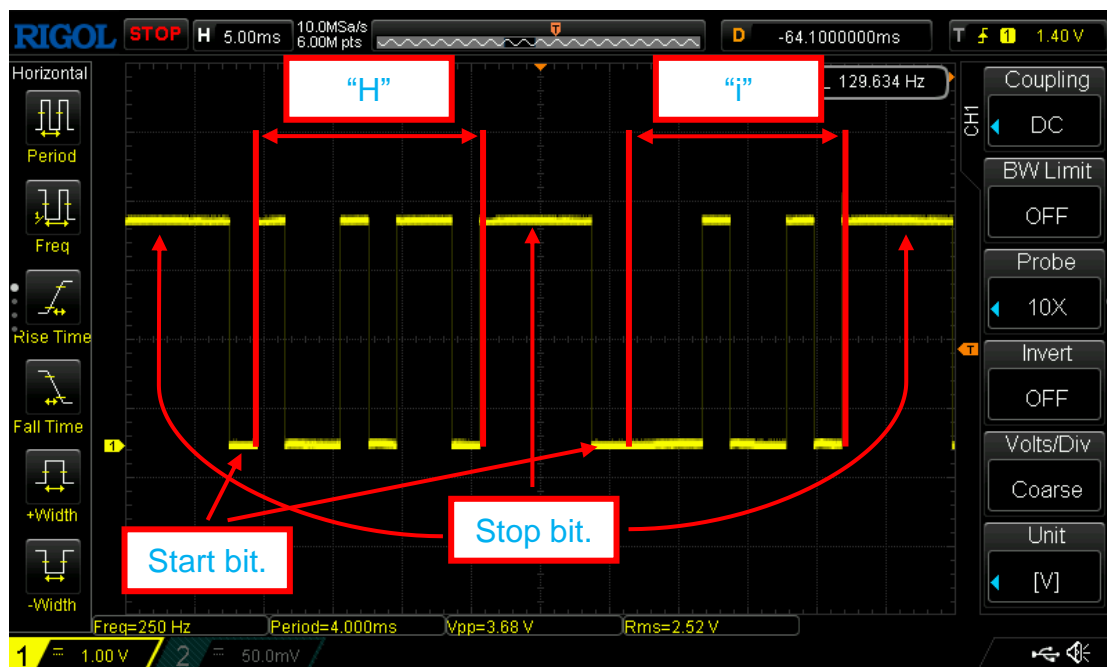 RIGOL STOP H 5.00ms 10.0MSa/s 6.00M pts T D -64.1000000ms T 1 1.40 V
Horizontal
Period
Freq
Rise Time
Fall Time
+Width
-Width
“H”
“i”
129.634 Hz
1
Start bit.
Stop bit.
T
CH1
Coupling
DC
BW Limit
OFF
Probe
10X
Invert
OFF
Volts/Div
Coarse
Unit
[V]
Freq=250 Hz Period=4.000ms Vpp=3.68 V Rms=2.52 V
1 = 1.00 V 2 = 50.0mV